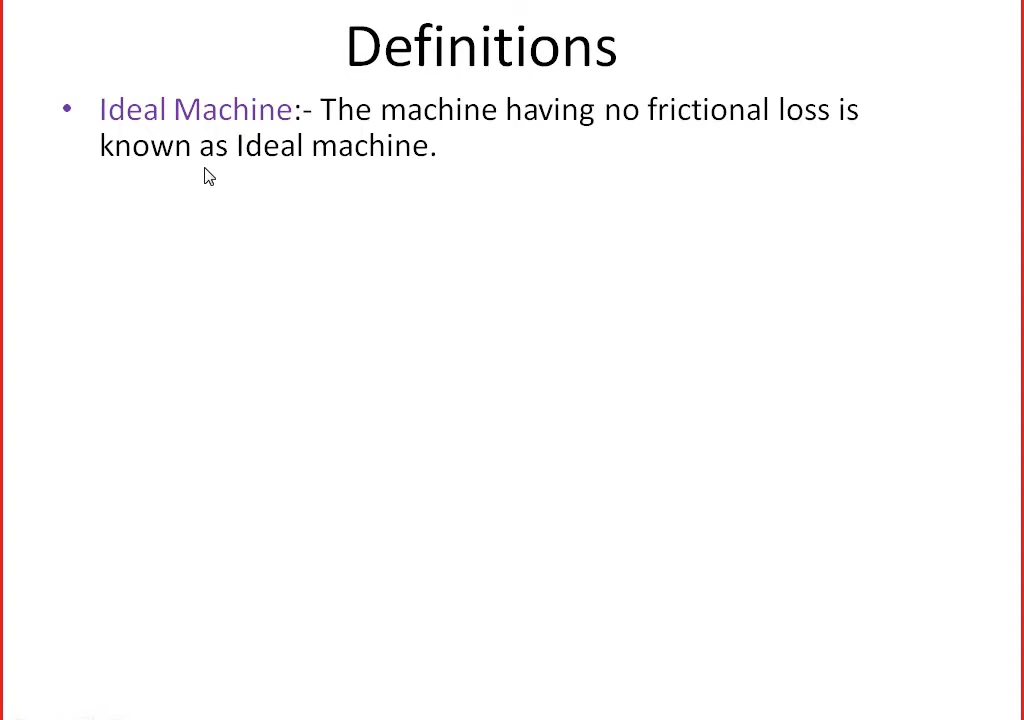 Definitions
• Ideal Machine:- The machine having no frictional loss is
known as Ideal machine.